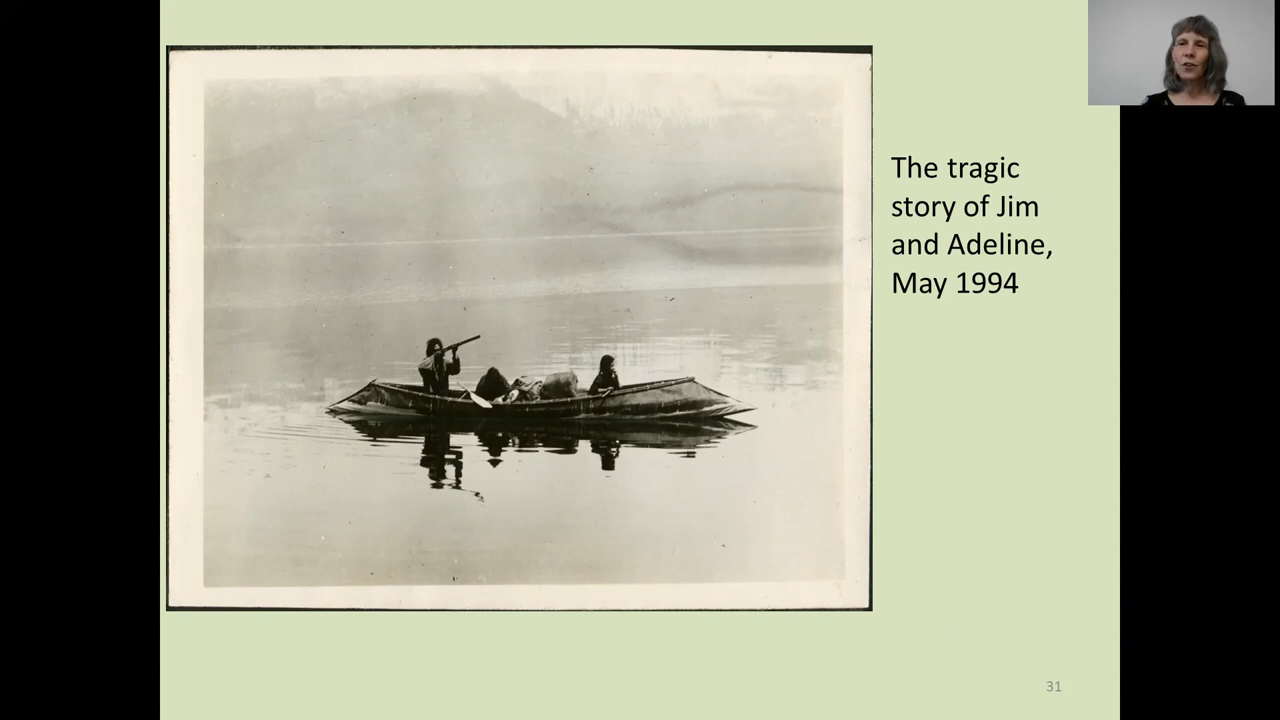 The tragic
story of Jim
and Adeline,
May 1994
31